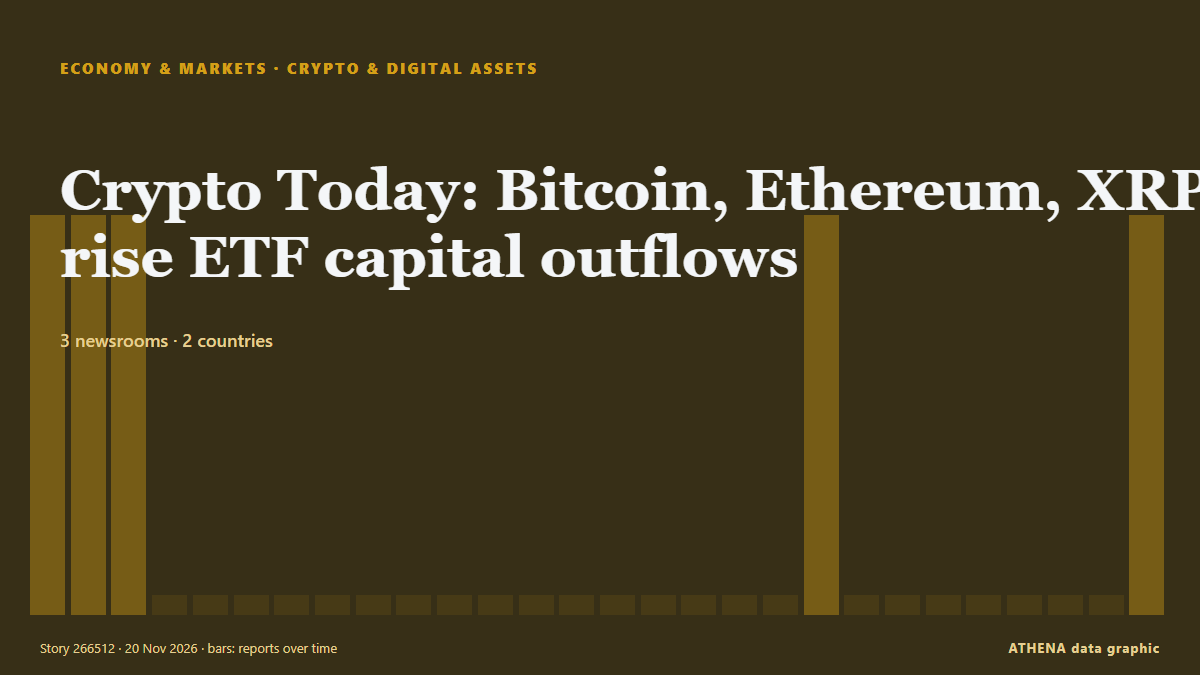 ECONOMY & MARKETS · CRYPTO & DIGITAL ASSETS
Crypto Today: Bitcoin, Ethereum, XRP
rise ETF capital outflows
3 newsrooms · 2 countries
Story 266512 · 20 Nov 2026 · bars: reports over time
ATHENA data graphic